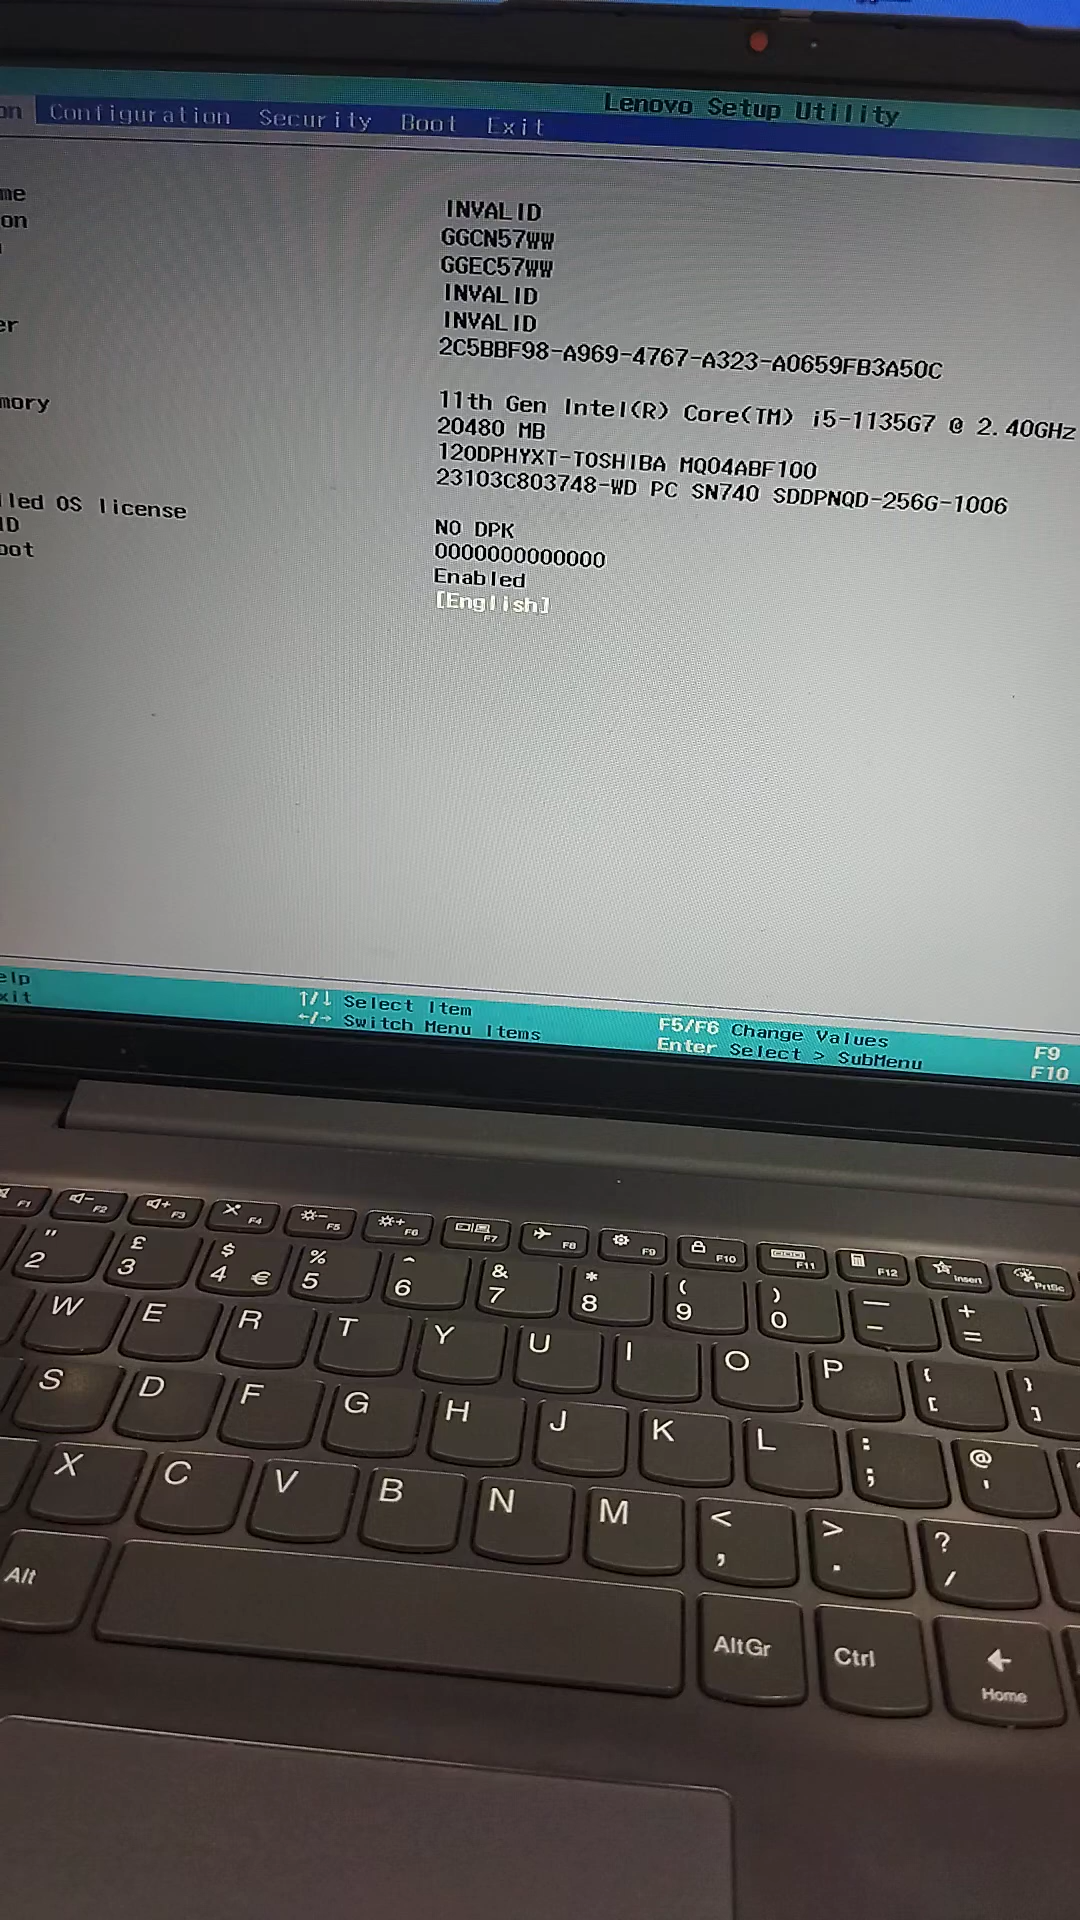 Lenovo Setup Utility
on Configuration Security Boot Exit
me INVALID
on GGCN57WW
GGEC57WW
INVALID
er INVALID
2C5BBF98-A969-4767-A323-A0659FB3A50C
11th Gen Intel(R) Core(TM) i5-1135G7 @ 2.40GHz
mory 20480 MB
120DPHYXT-TOSHIBA MQ04ABF100
23103C803748-WD PC SN740 SDDPNQD-256G-1006
lled OS license NO DPK
ID 0000000000000
oot Enabled
[English]
elp ↑/↓ Select Item F5/F6 Change Values F9
xit ←/→ Switch Menu Items Enter Select > SubMenu F10
F1 F2 F3 F4 F5 F6 F7 F8 F9 F10 F11 F12 Insert PrtSc
" £ $ % ^ & * ( ) — +
2 3 4 € 5 6 7 8 9 0 - =
W E R T Y U I O P { [ } ]
S D F G H J K L : ; @ '
X C V B N M < , > . ? /
Alt AltGr Ctrl ← Home